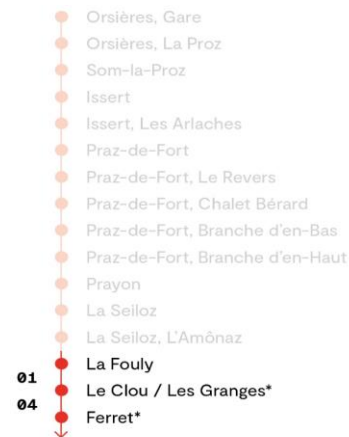 Orsières, Gare
Orsières, La Proz
Som-la-Proz
Issert
Issert, Les Arlaches
Praz-de-Fort
Praz-de-Fort, Le Revers
Praz-de-Fort, Chalet Bérard
Praz-de-Fort, Branche d'en-Bas
Praz-de-Fort, Branche d'en-Haut
Prayon
La Seiloz
La Seiloz, L'Amônaz
La Fouly
01
Le Clou / Les Granges*
04
Ferret*